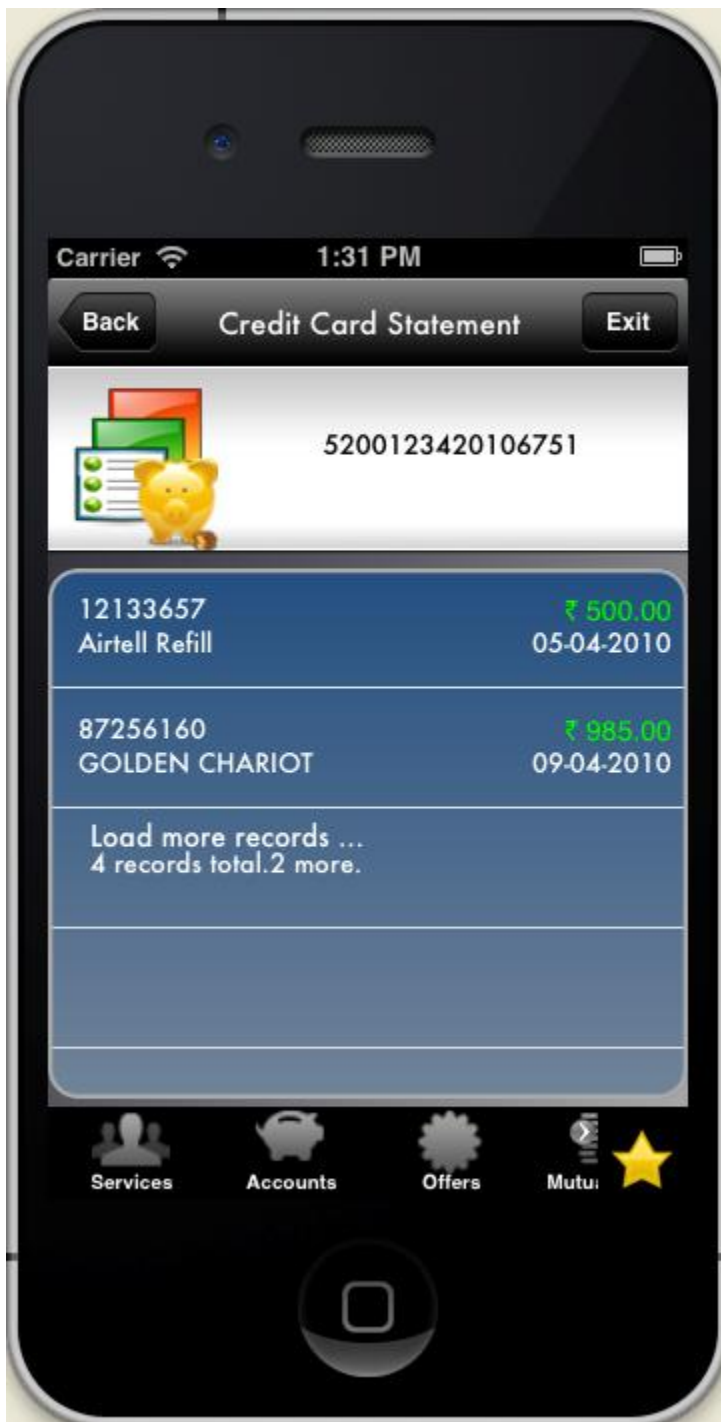 Carrier 1:31 PM
Back Credit Card Statement Exit
5200123420106751
12133657 ₹ 500.00
Airtell Refill 05-04-2010
87256160 ₹ 985.00
GOLDEN CHARIOT 09-04-2010
Load more records ...
4 records total.2 more.
Services Accounts Offers Mutu